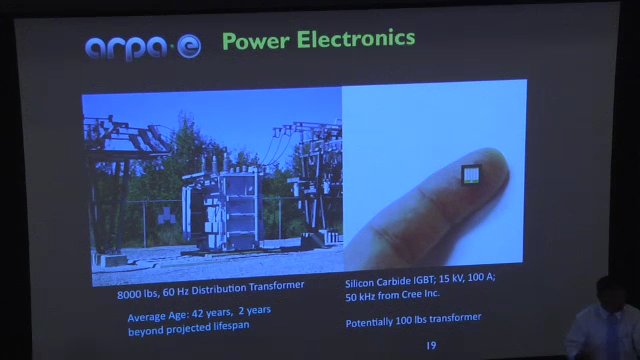 arpa·e Power Electronics
8000 lbs, 60 Hz Distribution Transformer
Average Age: 42 years, 2 years
beyond projected lifespan
Silicon Carbide IGBT; 15 kV, 100 A;
50 kHz from Cree Inc.
Potentially 100 lbs transformer
19